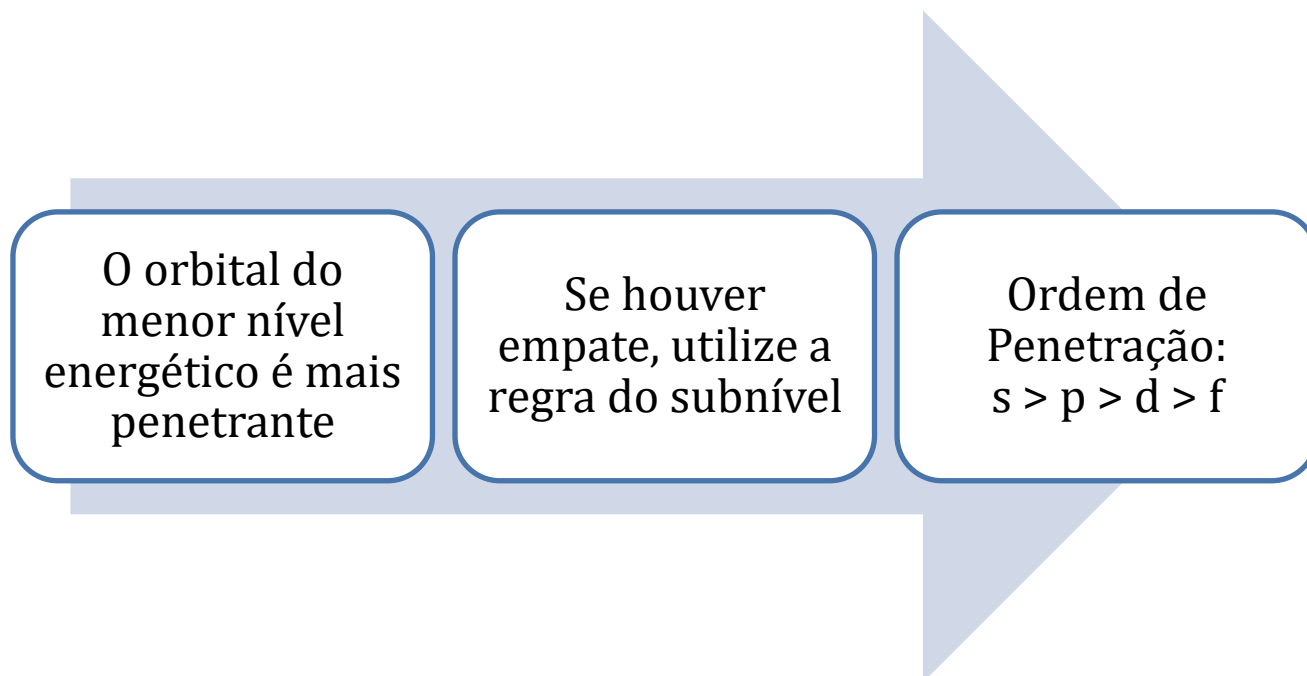 O orbital do
menor nível
energético é mais
penetrante
Se houver
empate, utilize a
regra do subnível
Ordem de
Penetração:
s > p > d > f